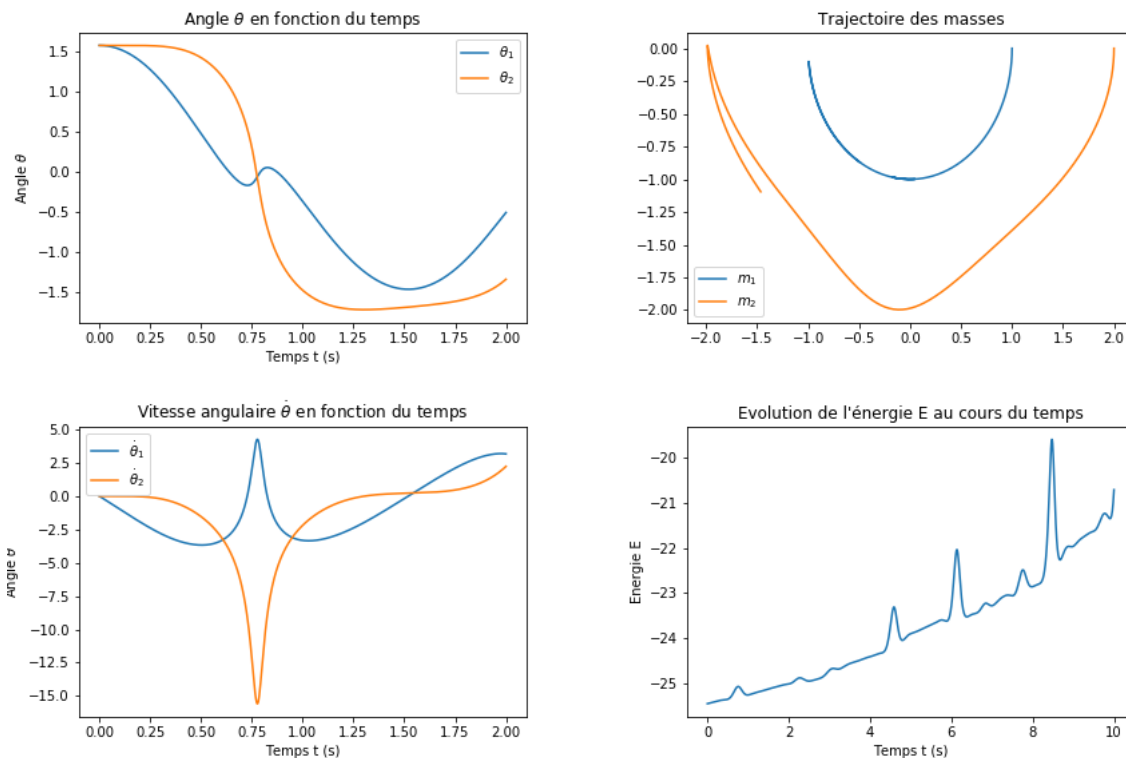 Angle θ en fonction du temps
θ₁
θ₂
Angle θ
1.5
1.0
0.5
0.0
−0.5
−1.0
−1.5
0.00 0.25 0.50 0.75 1.00 1.25 1.50 1.75 2.00
Temps t (s)
Trajectoire des masses
0.00
−0.25
−0.50
−0.75
−1.00
−1.25
−1.50
−1.75
−2.00
m₁
m₂
−2.0 −1.5 −1.0 −0.5 0.0 0.5 1.0 1.5 2.0
Vitesse angulaire θ̇ en fonction du temps
θ̇₁
θ̇₂
Angle θ
5.0
2.5
0.0
−2.5
−5.0
−7.5
−10.0
−12.5
−15.0
0.00 0.25 0.50 0.75 1.00 1.25 1.50 1.75 2.00
Temps t (s)
Evolution de l'énergie E au cours du temps
Energie E
−20
−21
−22
−23
−24
−25
0 2 4 6 8 10
Temps t (s)